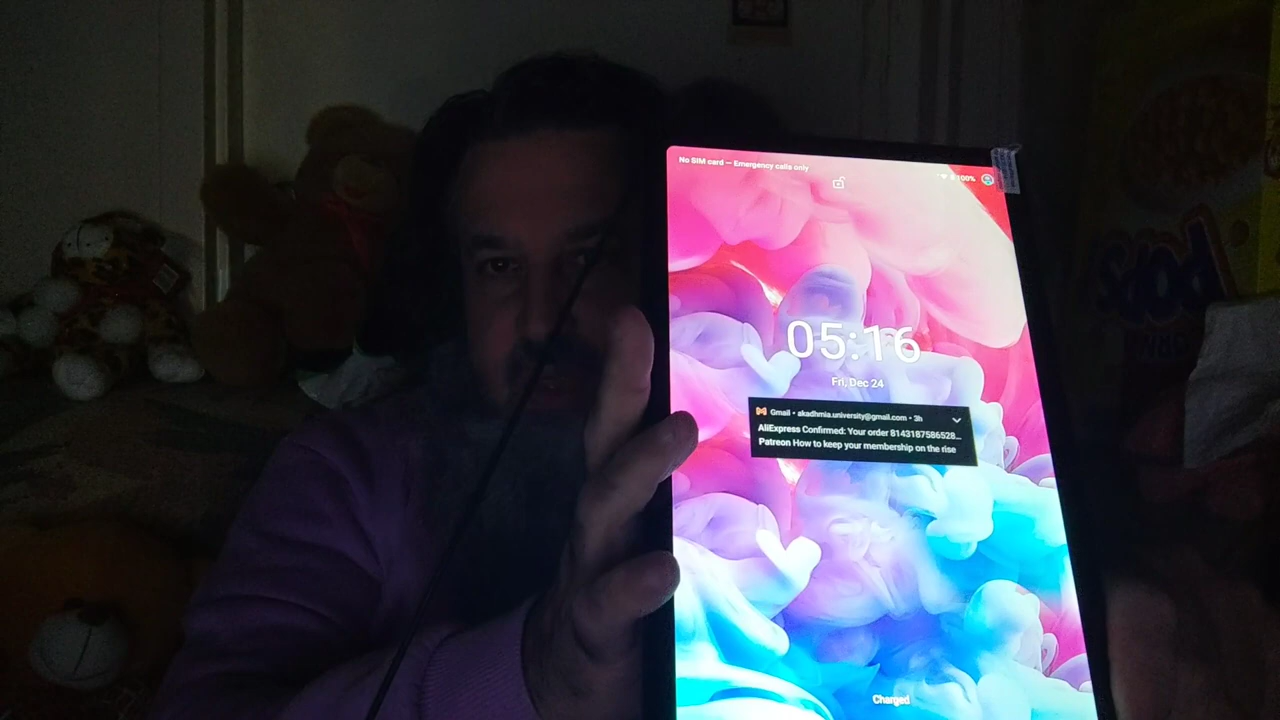 No SIM card — Emergency calls only
100%
05:16
Fri, Dec 24
Gmail • akadhmia.university@gmail.com • 3h
AliExpress Confirmed: Your order 8143187586528...
Patreon How to keep your membership on the rise
Charged
POPS